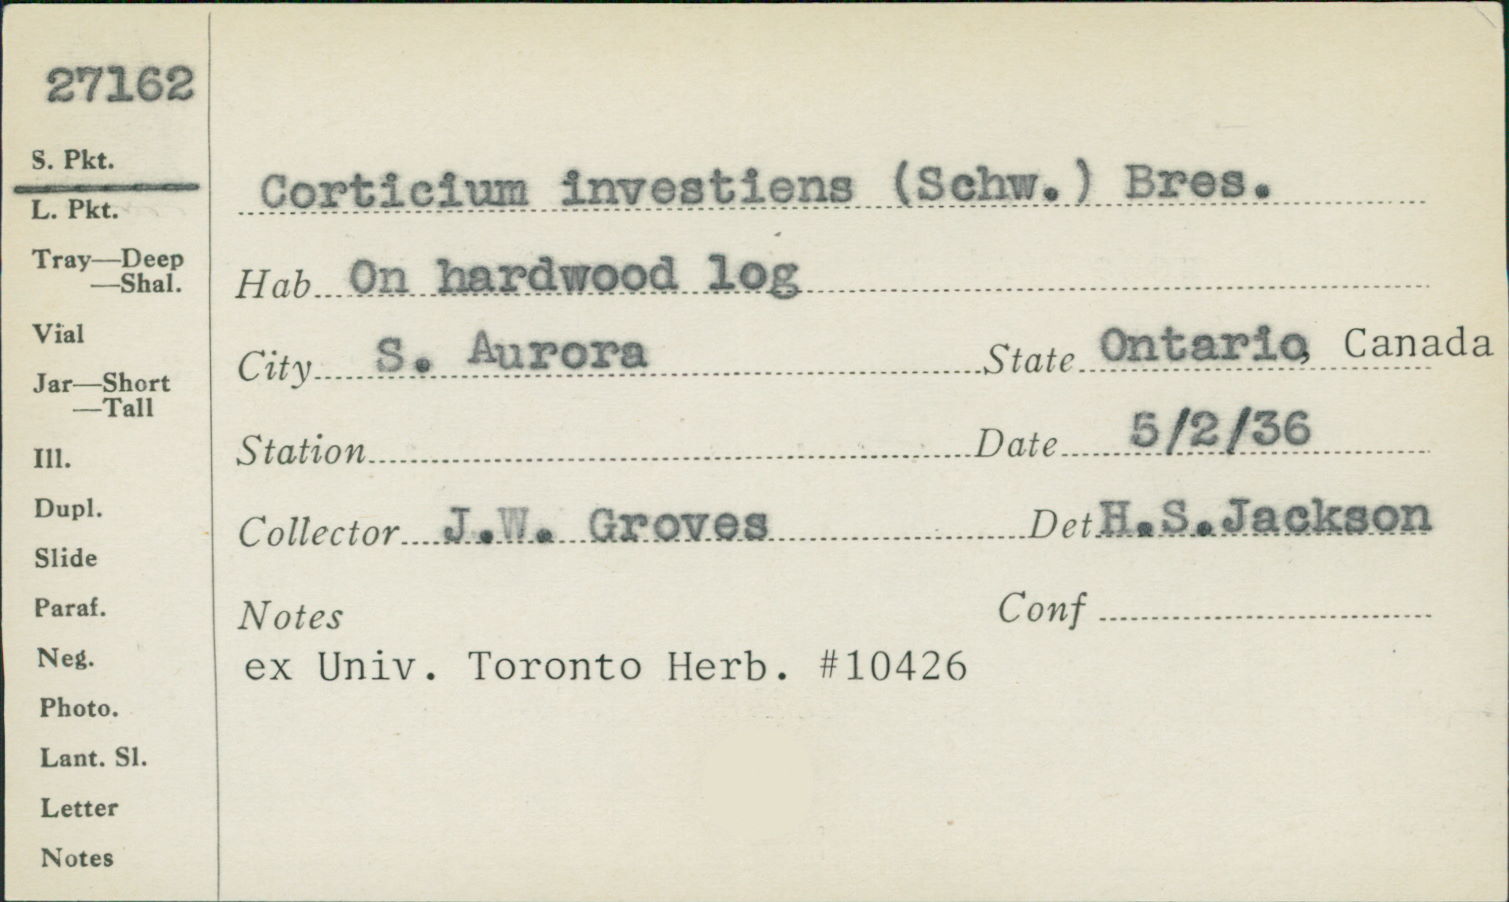 27162
S. Pkt.
L. Pkt.
Tray—Deep
—Shal.
Vial
Jar—Short
—Tall
Ill.
Dupl.
Slide
Paraf.
Neg.
Photo.
Lant. Sl.
Letter
Notes
Corticium investiens (Schw.) Bres.
Hab On hardwood log
City S. Aurora State Ontario, Canada
Station Date 5/2/36
Collector J.W. Groves Det H.S.Jackson
Notes Conf
ex Univ. Toronto Herb. #10426